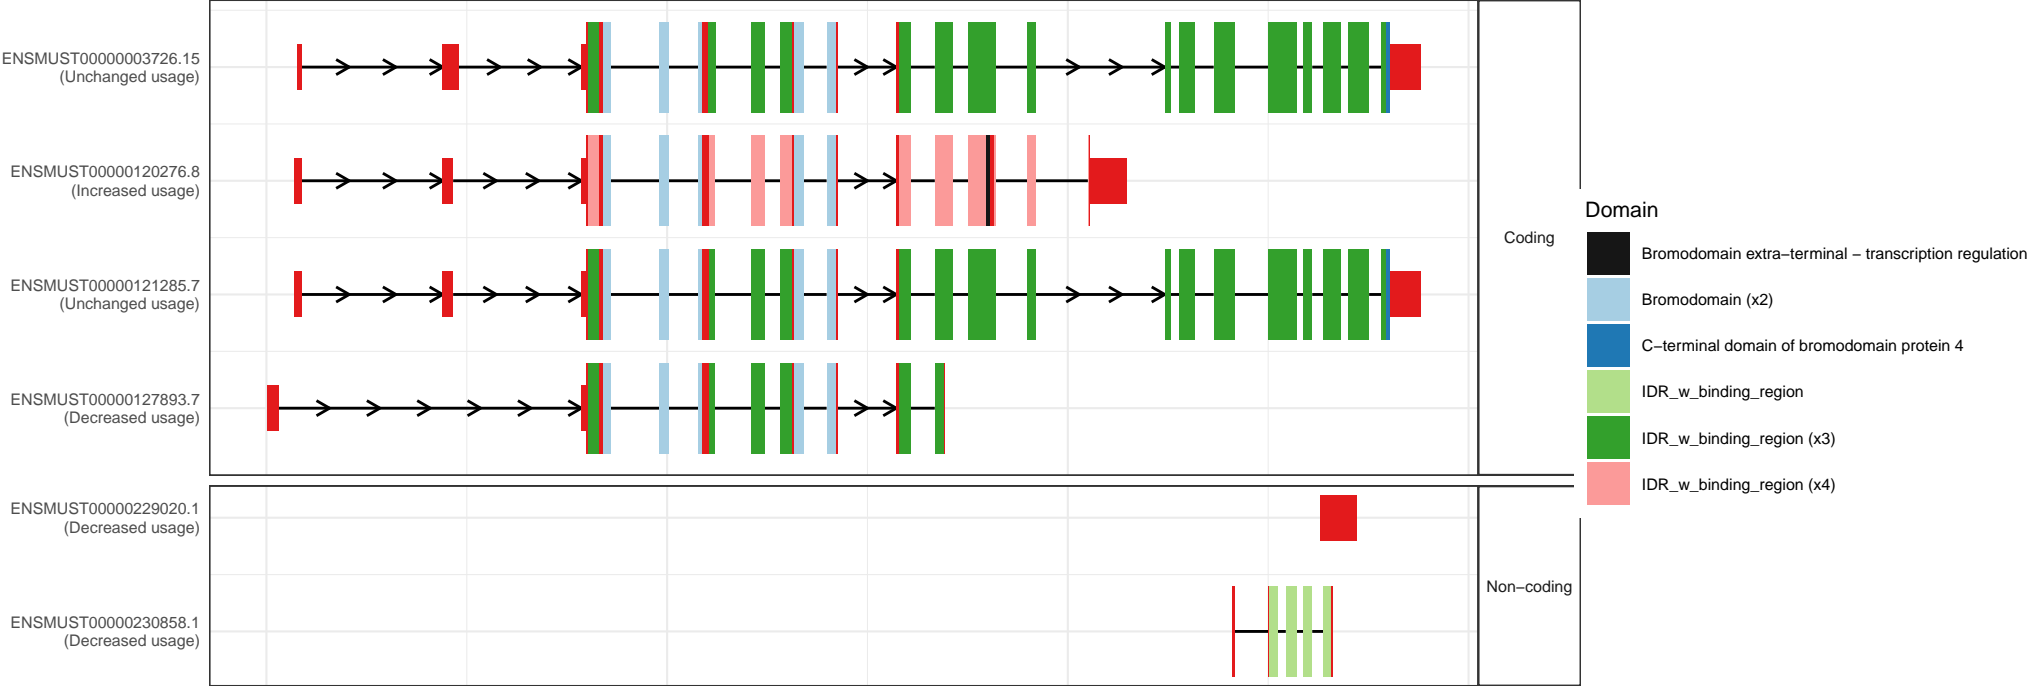 ENSMUST00000003726.15
(Unchanged usage)
ENSMUST00000120276.8
(Increased usage)
ENSMUST00000121285.7
(Unchanged usage)
ENSMUST00000127893.7
(Decreased usage)
Coding
ENSMUST00000229020.1
(Decreased usage)
ENSMUST00000230858.1
(Decreased usage)
Non−coding
Domain
Bromodomain extra−terminal − transcription regulation
Bromodomain (x2)
C−terminal domain of bromodomain protein 4
IDR_w_binding_region
IDR_w_binding_region (x3)
IDR_w_binding_region (x4)